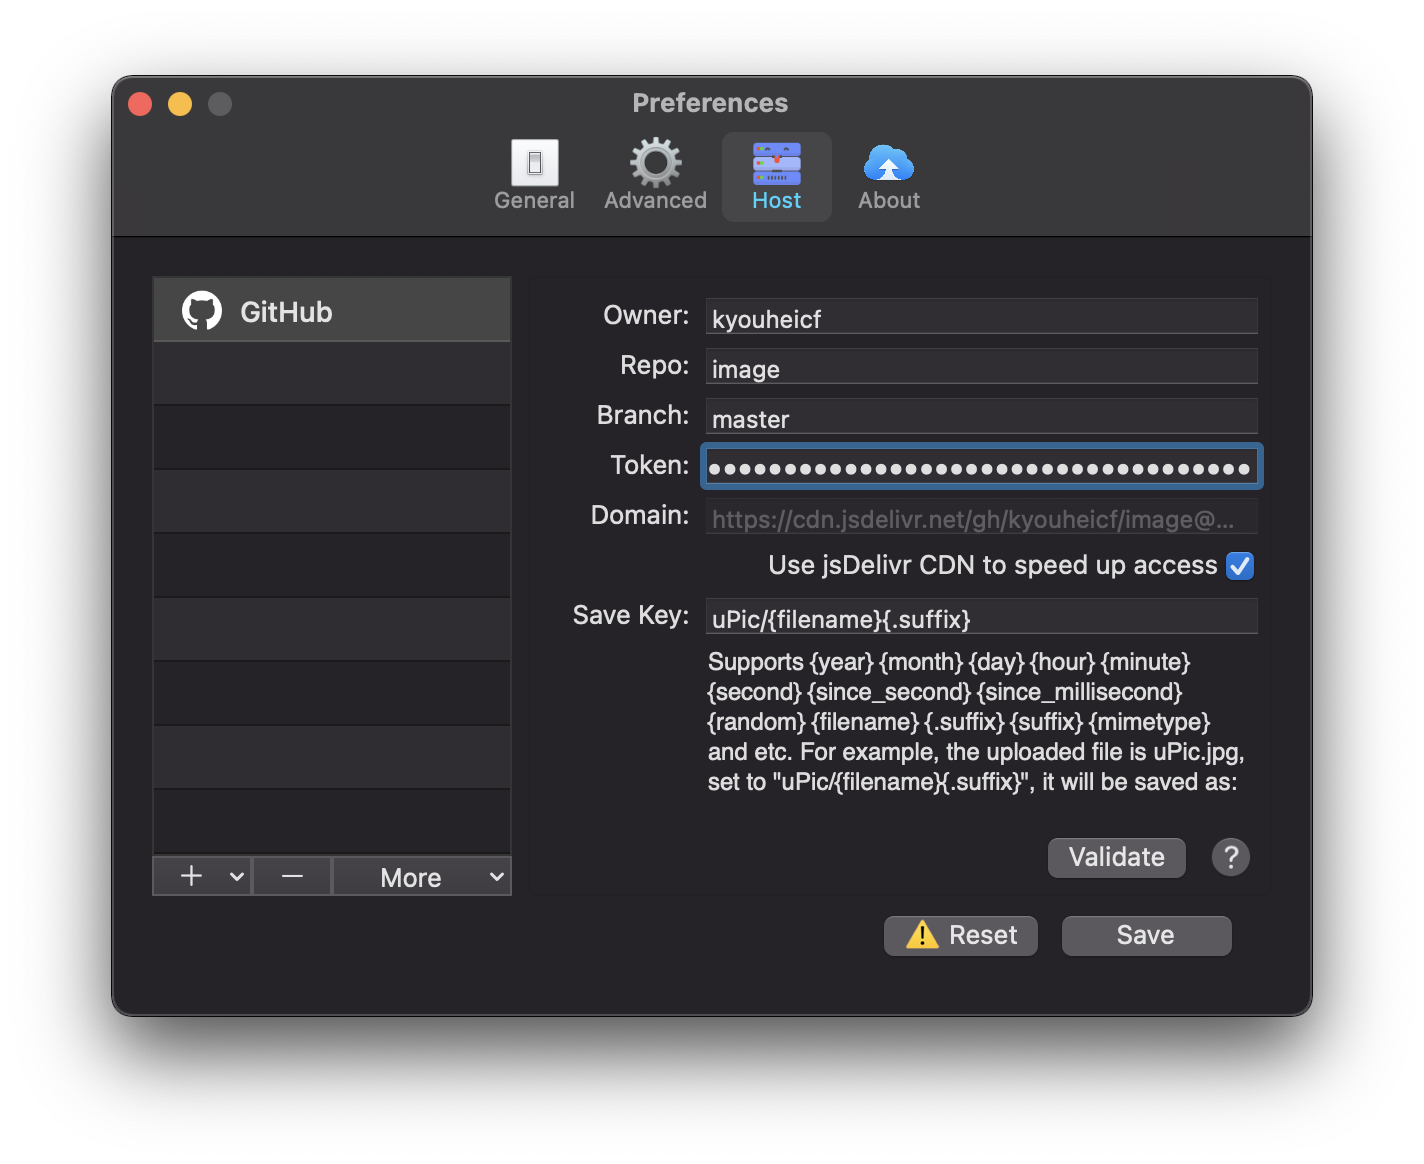 Preferences
General Advanced Host About
GitHub
Owner: kyouheicf
Repo: image
Branch: master
Token: ●●●●●●●●●●●●●●●●●●●●●●●●●●●●●●●●●●●●
Domain: https://cdn.jsdelivr.net/gh/kyouheicf/image@...
Use jsDelivr CDN to speed up access
Save Key: uPic/{filename}{.suffix}
Supports {year} {month} {day} {hour} {minute}
{second} {since_second} {since_millisecond}
{random} {filename} {.suffix} {suffix} {mimetype}
and etc. For example, the uploaded file is uPic.jpg,
set to "uPic/{filename}{.suffix}", it will be saved as:
Validate ?
+ − More
Reset Save